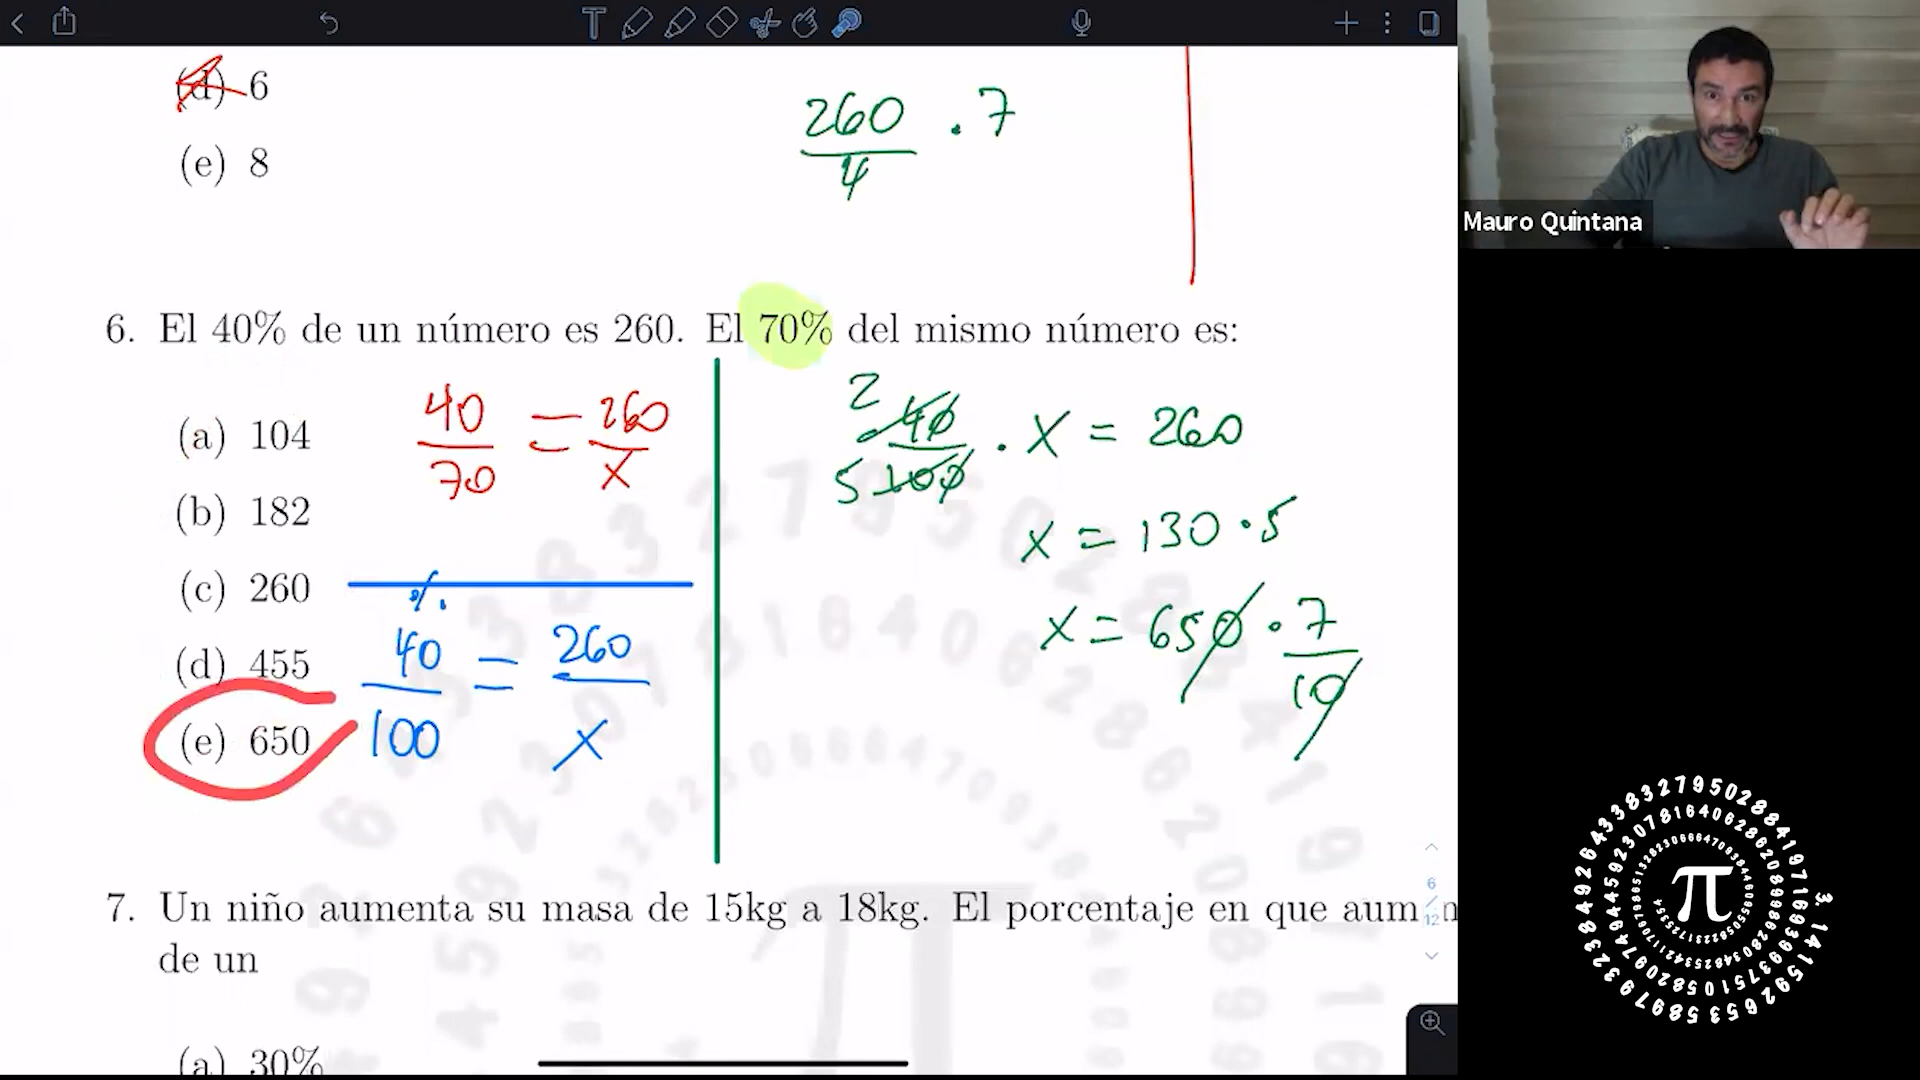 (d) 6
(e) 8
260 / 4 . 7
6. El 40% de un número es 260. El 70% del mismo número es:
(a) 104
(b) 182
(c) 260
(d) 455
(e) 650
40 / 70 = 260 / x
%
40 / 100 = 260 / x
2
40 / 100 . x = 260
5
x = 130 . 5
x = 650 . 7 / 10
7. Un niño aumenta su masa de 15kg a 18kg. El porcentaje en que aum
de un
(a) 30%
6
12
Mauro Quintana
π